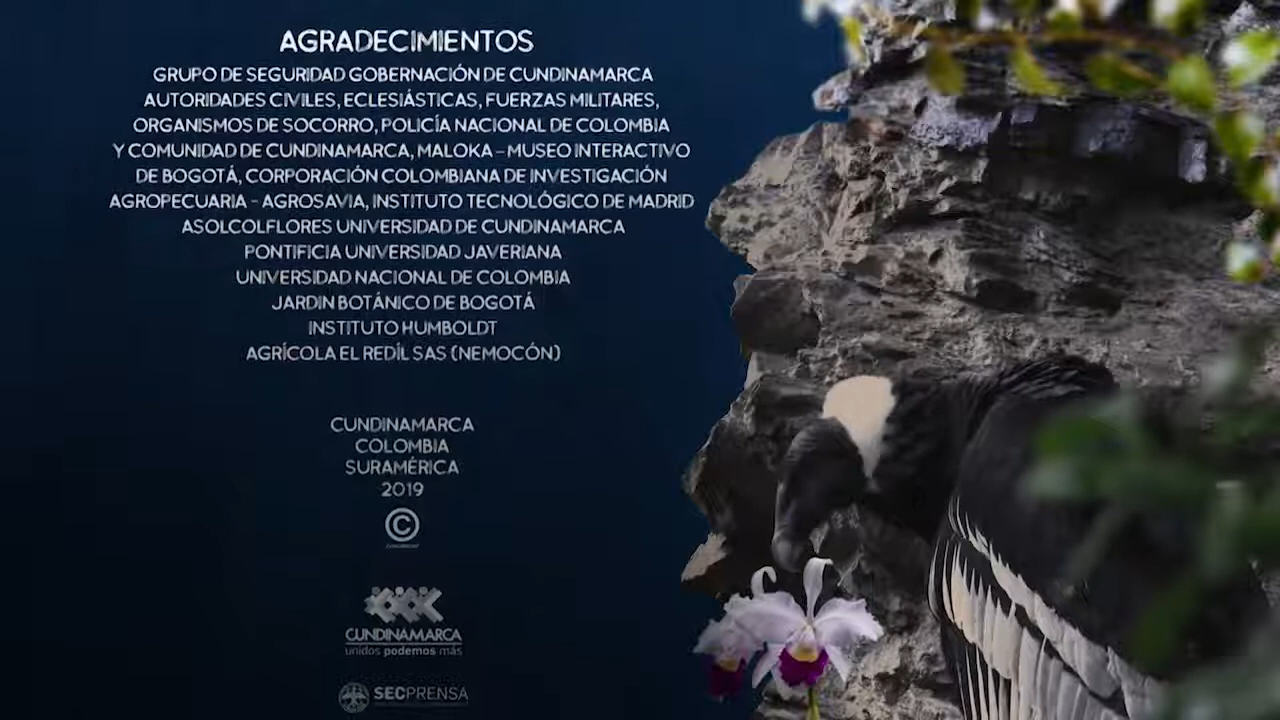 AGRADECIMIENTOS
GRUPO DE SEGURIDAD GOBERNACIÓN DE CUNDINAMARCA
AUTORIDADES CIVILES, ECLESIÁSTICAS, FUERZAS MILITARES,
ORGANISMOS DE SOCORRO, POLICÍA NACIONAL DE COLOMBIA
Y COMUNIDAD DE CUNDINAMARCA, MALOKA – MUSEO INTERACTIVO
DE BOGOTÁ, CORPORACIÓN COLOMBIANA DE INVESTIGACIÓN
AGROPECUARIA - AGROSAVIA, INSTITUTO TECNOLÓGICO DE MADRID
ASOLCOLFLORES UNIVERSIDAD DE CUNDINAMARCA
PONTIFICIA UNIVERSIDAD JAVERIANA
UNIVERSIDAD NACIONAL DE COLOMBIA
JARDIN BOTÁNICO DE BOGOTÁ
INSTITUTO HUMBOLDT
AGRÍCOLA EL REDÍL SAS (NEMOCÓN)
CUNDINAMARCA
COLOMBIA
SURAMÉRICA
2019
©
CUNDINAMARCA
unidos podemos más
SECPRENSA